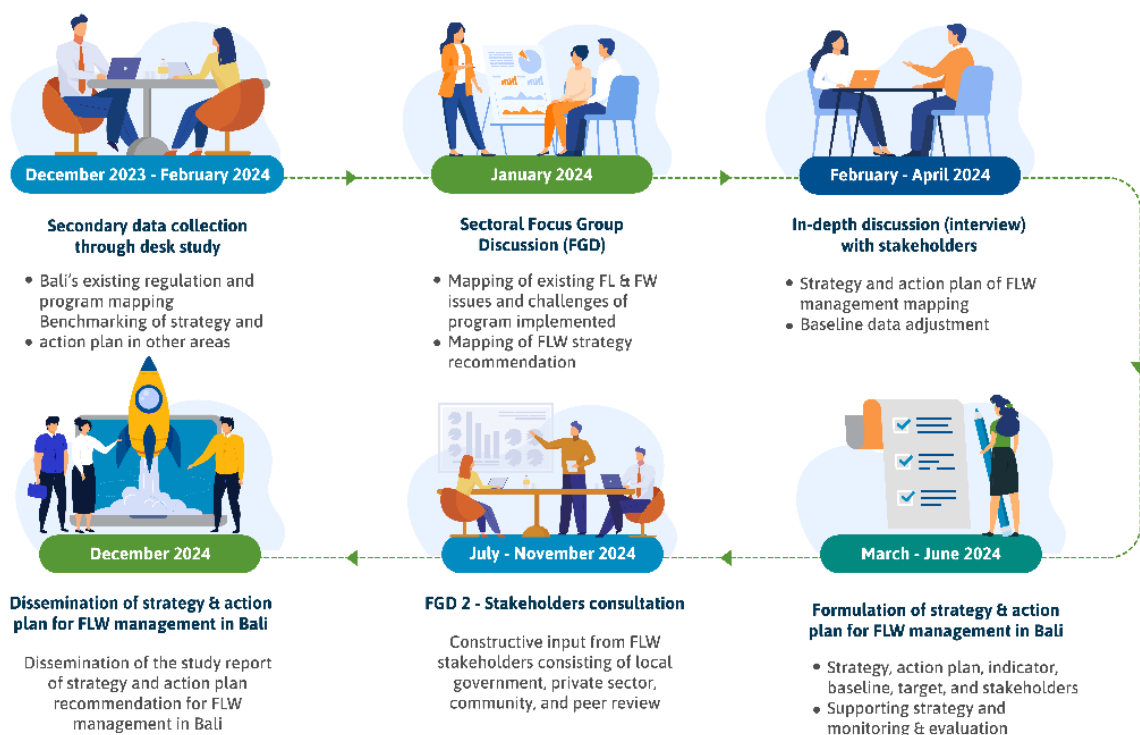 December 2023 - February 2024
Secondary data collection
through desk study
• Bali's existing regulation and
program mapping
Benchmarking of strategy and
• action plan in other areas
January 2024
Sectoral Focus Group
Discussion (FGD)
• Mapping of existing FL & FW
issues and challenges of
program implemented
• Mapping of FLW strategy
recommendation
February - April 2024
In-depth discussion (interview)
with stakeholders
• Strategy and action plan of FLW
management mapping
• Baseline data adjustment
March - June 2024
Formulation of strategy & action
plan for FLW management in Bali
• Strategy, action plan, indicator,
baseline, target, and stakeholders
• Supporting strategy and
monitoring & evaluation
July - November 2024
FGD 2 - Stakeholders consultation
Constructive input from FLW
stakeholders consisting of local
government, private sector,
community, and peer review
December 2024
Dissemination of strategy & action
plan for FLW management in Bali
Dissemination of the study report
of strategy and action plan
recommendation for FLW
management in Bali